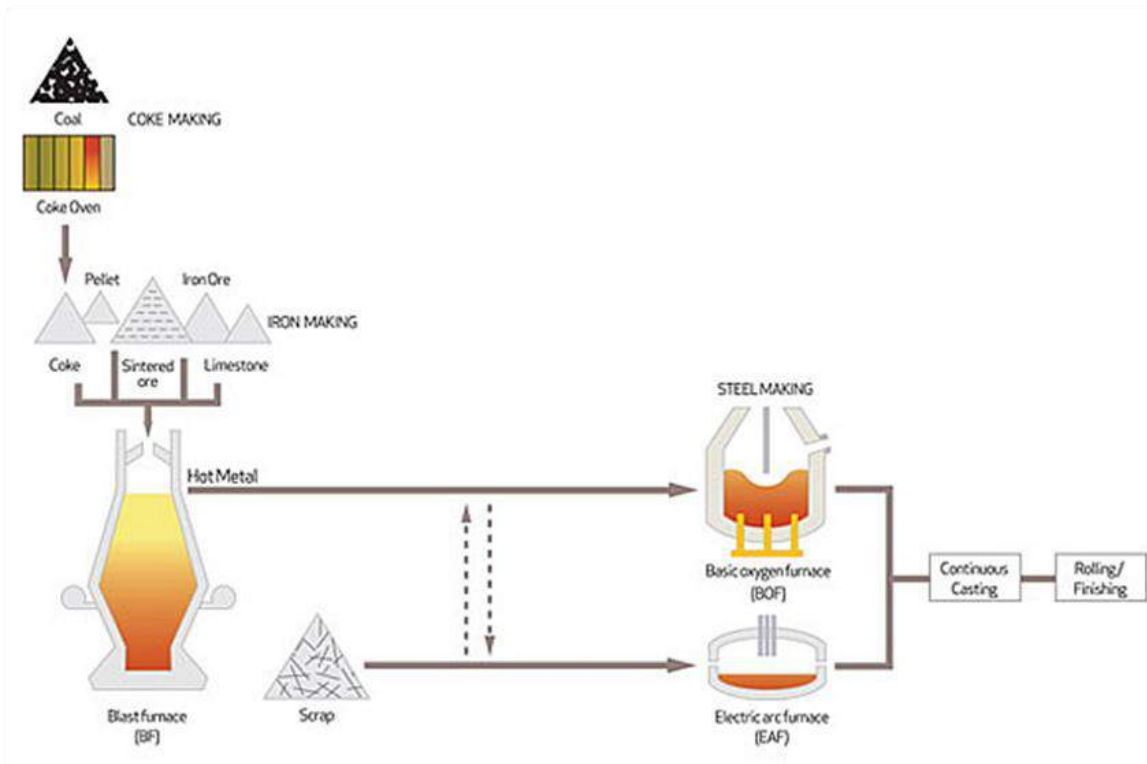 Coal
COKE MAKING
Coke Oven
Pellet
Iron Ore
IRON MAKING
Coke
Sintered
ore
Limestone
STEEL MAKING
Hot Metal
Basic oxygen furnace
(BOF)
Continuous
Casting
Rolling/
Finishing
Scrap
Blast furnace
(BF)
Electric arc furnace
(EAF)